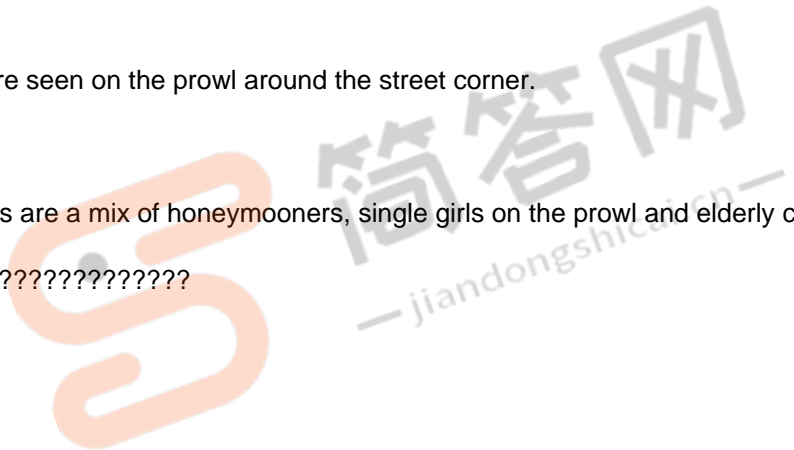 re seen on the prowl around the street corner.
s are a mix of honeymooners, single girls on the prowl and elderly c
?????????????
简答网
— jiandongshicai.cn —